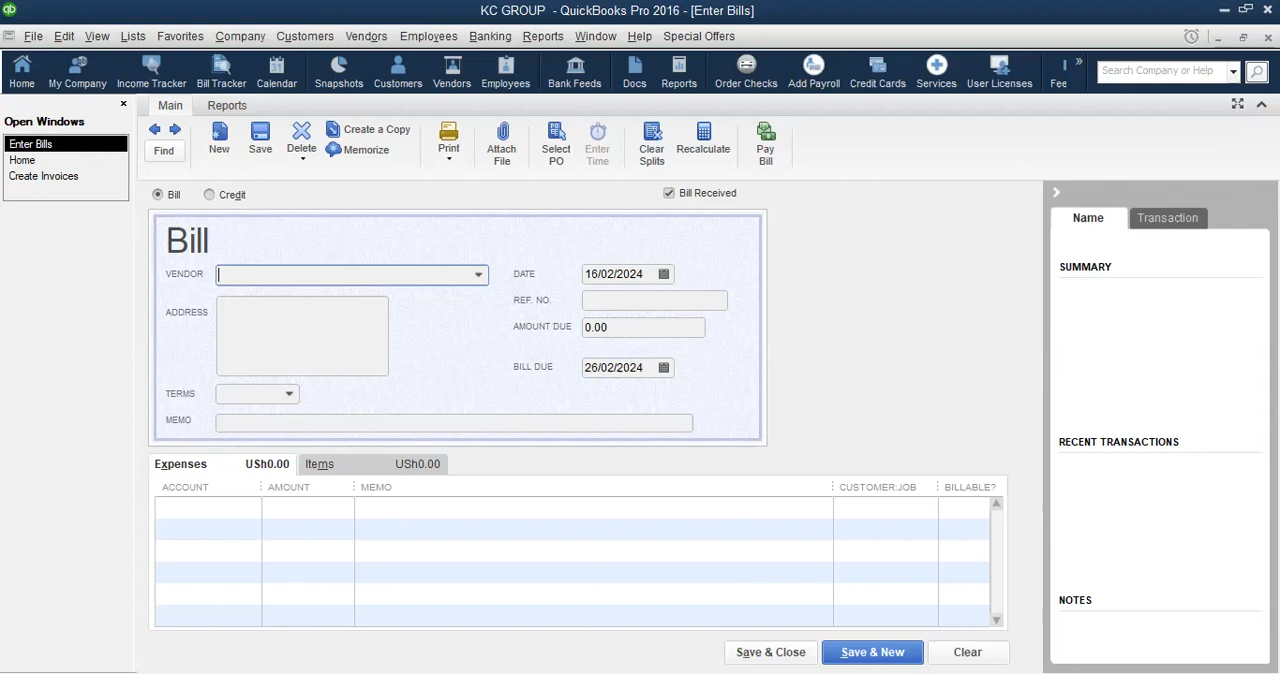 qb KC GROUP - QuickBooks Pro 2016 - [Enter Bills]
File Edit View Lists Favorites Company Customers Vendors Employees Banking Reports Window Help Special Offers
Home My Company Income Tracker Bill Tracker Calendar Snapshots Customers Vendors Employees Bank Feeds Docs Reports Order Checks Add Payroll Credit Cards Services User Licenses Fee » Search Company or Help
Open Windows
Enter Bills
Home
Create Invoices
Main Reports
Find New Save Delete Create a Copy
Memorize
Print Attach File Select PO Enter Time Clear Splits Recalculate Pay Bill
Bill Credit Bill Received
Bill
VENDOR DATE 16/02/2024
ADDRESS REF. NO.
AMOUNT DUE 0.00
BILL DUE 26/02/2024
TERMS
MEMO
Expenses USh0.00 Items USh0.00
ACCOUNT AMOUNT MEMO CUSTOMER:JOB BILLABLE?
Save & Close Save & New Clear
Name Transaction
SUMMARY
RECENT TRANSACTIONS
NOTES